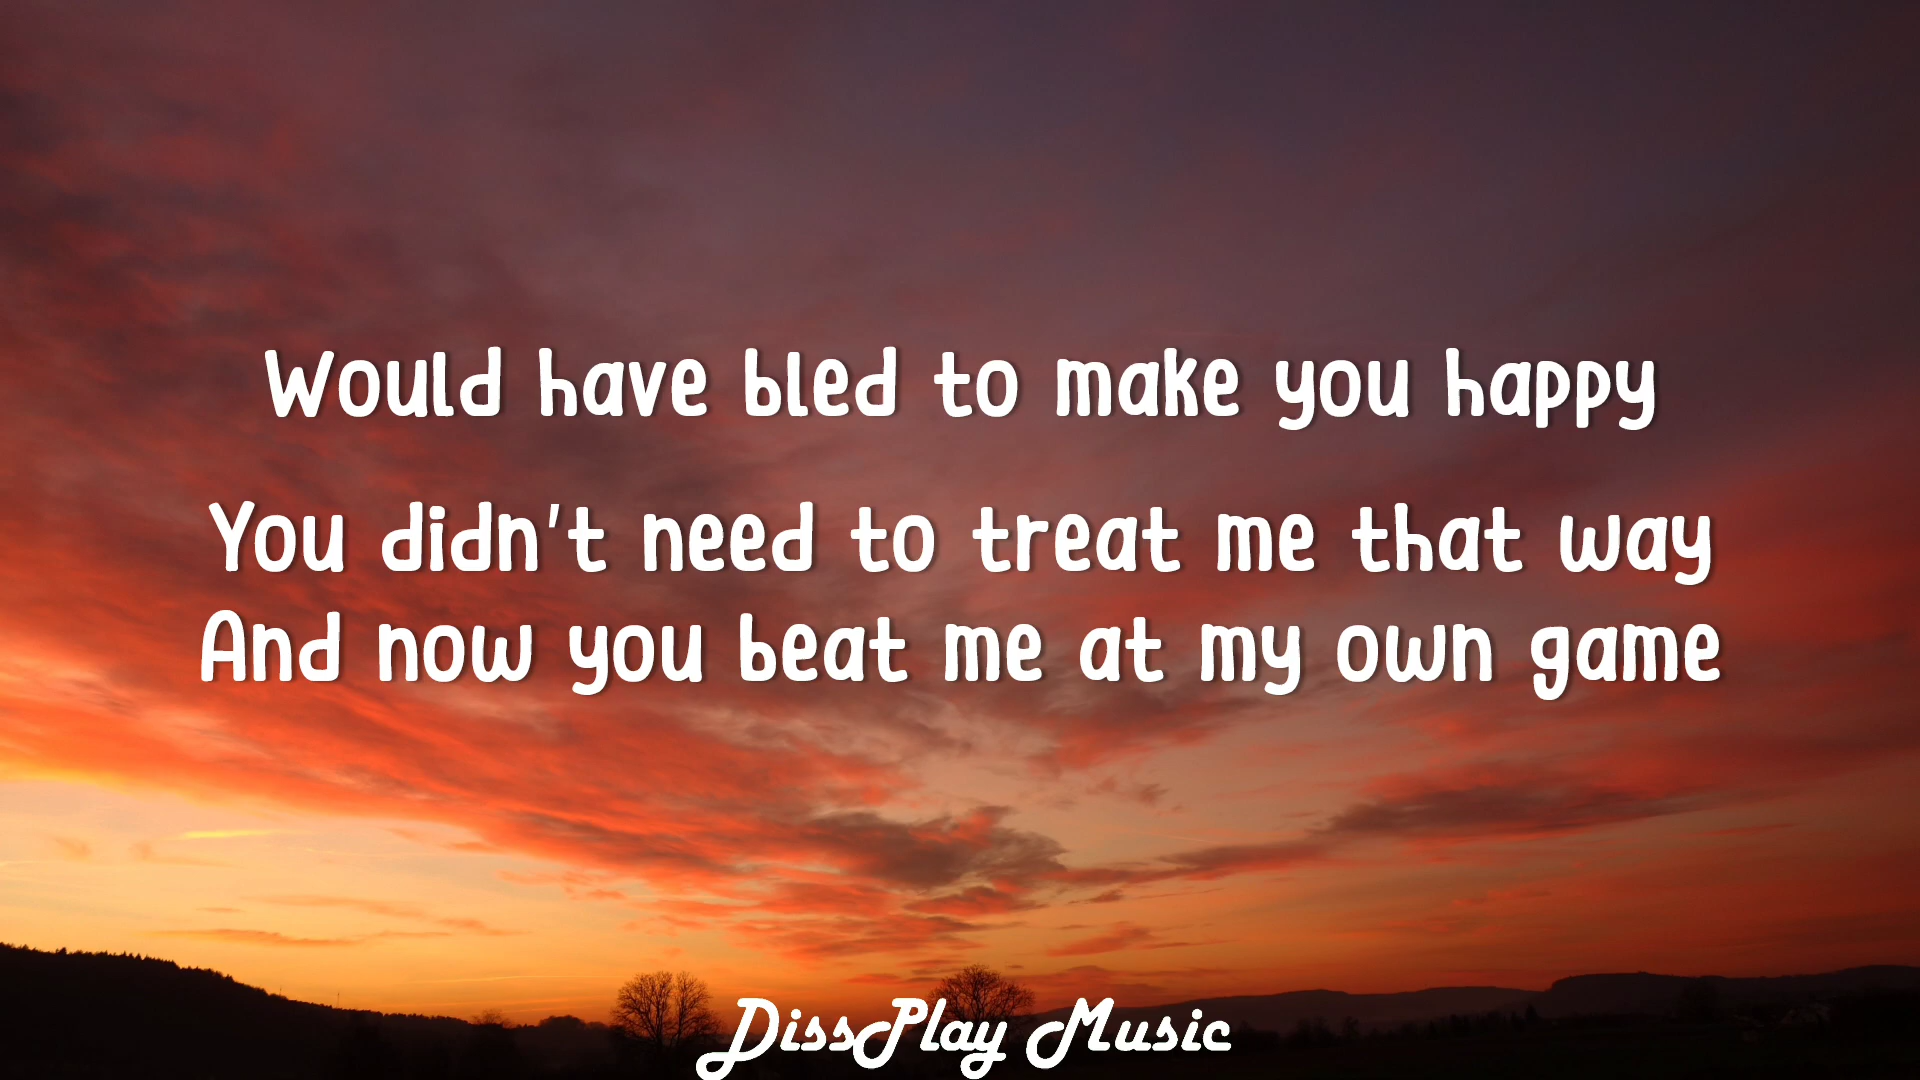 Would have bled to make you happy
You didn't need to treat me that way
And now you beat me at my own game
DissPlay Music